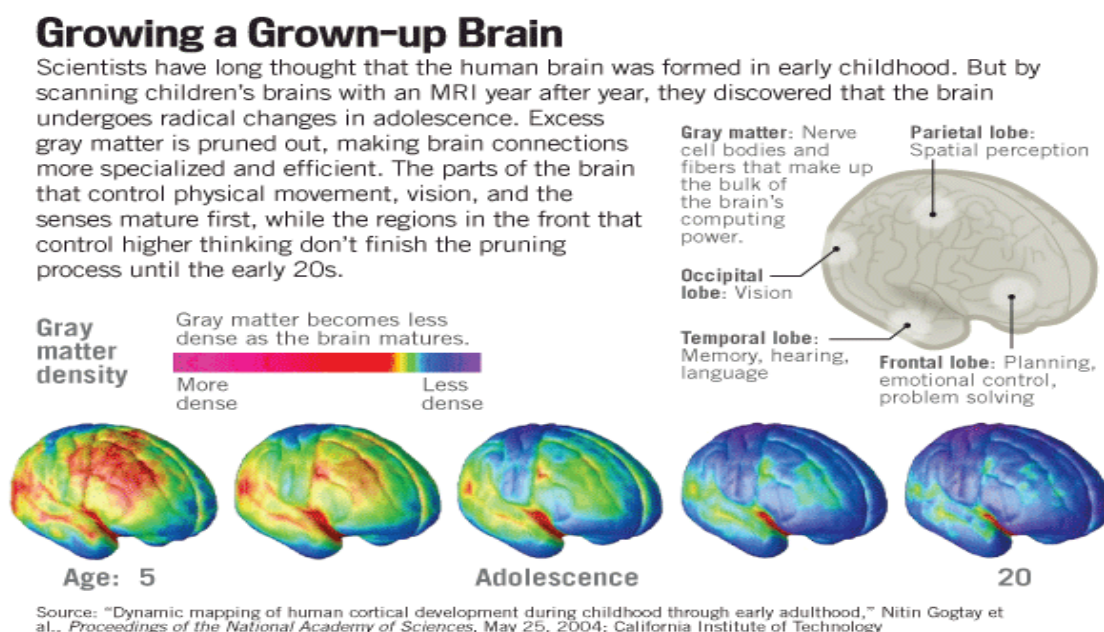 Growing a Grown-up Brain
Scientists have long thought that the human brain was formed in early childhood. But by
scanning children's brains with an MRI year after year, they discovered that the brain
undergoes radical changes in adolescence. Excess
gray matter is pruned out, making brain connections
more specialized and efficient. The parts of the brain
that control physical movement, vision, and the
senses mature first, while the regions in the front that
control higher thinking don't finish the pruning
process until the early 20s.
Gray matter: Nerve
cell bodies and
fibers that make up
the bulk of
the brain's
computing
power.
Parietal lobe:
Spatial perception
Occipital
lobe: Vision
Temporal lobe:
Memory, hearing,
language
Frontal lobe: Planning,
emotional control,
problem solving
Gray
matter
density
Gray matter becomes less
dense as the brain matures.
More
dense
Less
dense
Age: 5
Adolescence
20
Source: "Dynamic mapping of human cortical development during childhood through early adulthood," Nitin Gogtay et
al., Proceedings of the National Academy of Sciences, May 25, 2004; California Institute of Technology